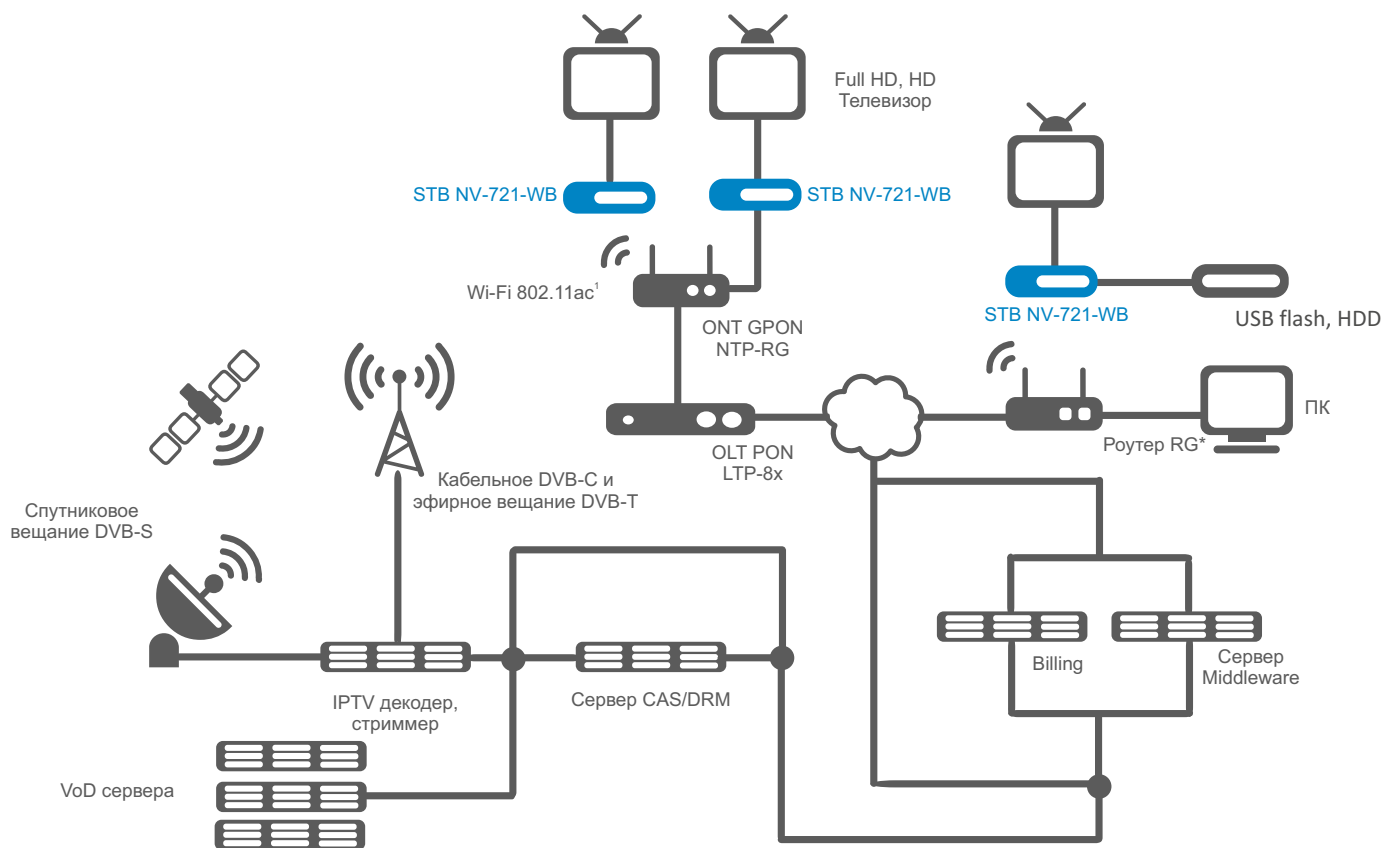 Full HD, HD
Телевизор
STB NV-721-WB
STB NV-721-WB
Wi-Fi 802.11ac¹
STB NV-721-WB
USB flash, HDD
ONT GPON
NTP-RG
ПК
Роутер RG*
OLT PON
LTP-8x
Кабельное DVB-C и
эфирное вещание DVB-T
Спутниковое
вещание DVB-S
Billing
Сервер
Middleware
IPTV декодер,
стриммер
Сервер CAS/DRM
VoD сервера